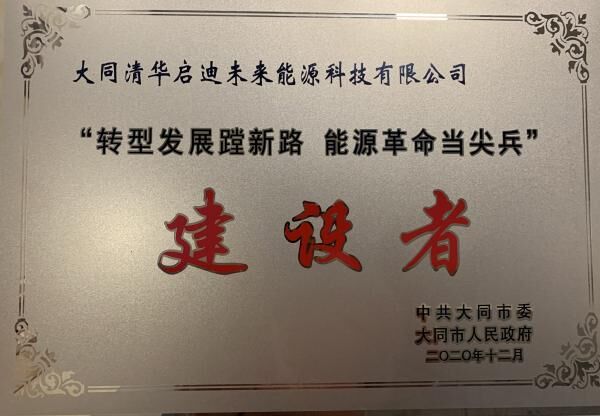 大同清华启迪未来能源科技有限公司
“转型发展蹚新路 能源革命当尖兵”
建设者
中共大同市委
大同市人民政府
二〇二〇年十二月